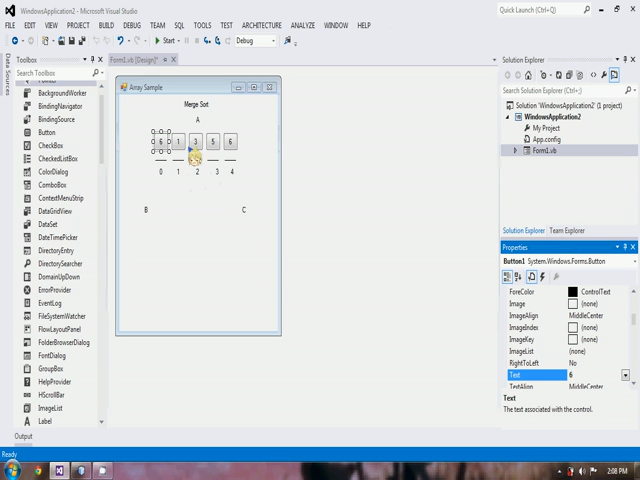 WindowsApplication2 - Microsoft Visual Studio
Quick Launch (Ctrl+Q)
FILE EDIT VIEW PROJECT BUILD DEBUG TEAM SQL TOOLS TEST ARCHITECTURE ANALYZE WINDOW HELP
Start Debug
Data Sources
Toolbox
Search Toolbox
Pointer
BackgroundWorker
BindingNavigator
BindingSource
Button
CheckBox
CheckedListBox
ColorDialog
ComboBox
ContextMenuStrip
DataGridView
DataSet
DateTimePicker
DirectoryEntry
DirectorySearcher
DomainUpDown
ErrorProvider
EventLog
FileSystemWatcher
FlowLayoutPanel
FolderBrowserDialog
FontDialog
GroupBox
HelpProvider
HScrollBar
ImageList
Label
Form1.vb [Design]*
Array Sample
Merge Sort
A
6 1 3 5 6
0 1 2 3 4
B C
Solution Explorer
Search Solution Explorer (Ctrl+;)
Solution 'WindowsApplication2' (1 project)
WindowsApplication2
My Project
App.config
Form1.vb
Solution Explorer Team Explorer
Properties
Button1 System.Windows.Forms.Button
ForeColor ControlText
Image (none)
ImageAlign MiddleCenter
ImageIndex (none)
ImageKey (none)
ImageList (none)
RightToLeft No
Text 6
TextAlign MiddleCenter
Text
The text associated with the control.
Output
Ready
2:08 PM